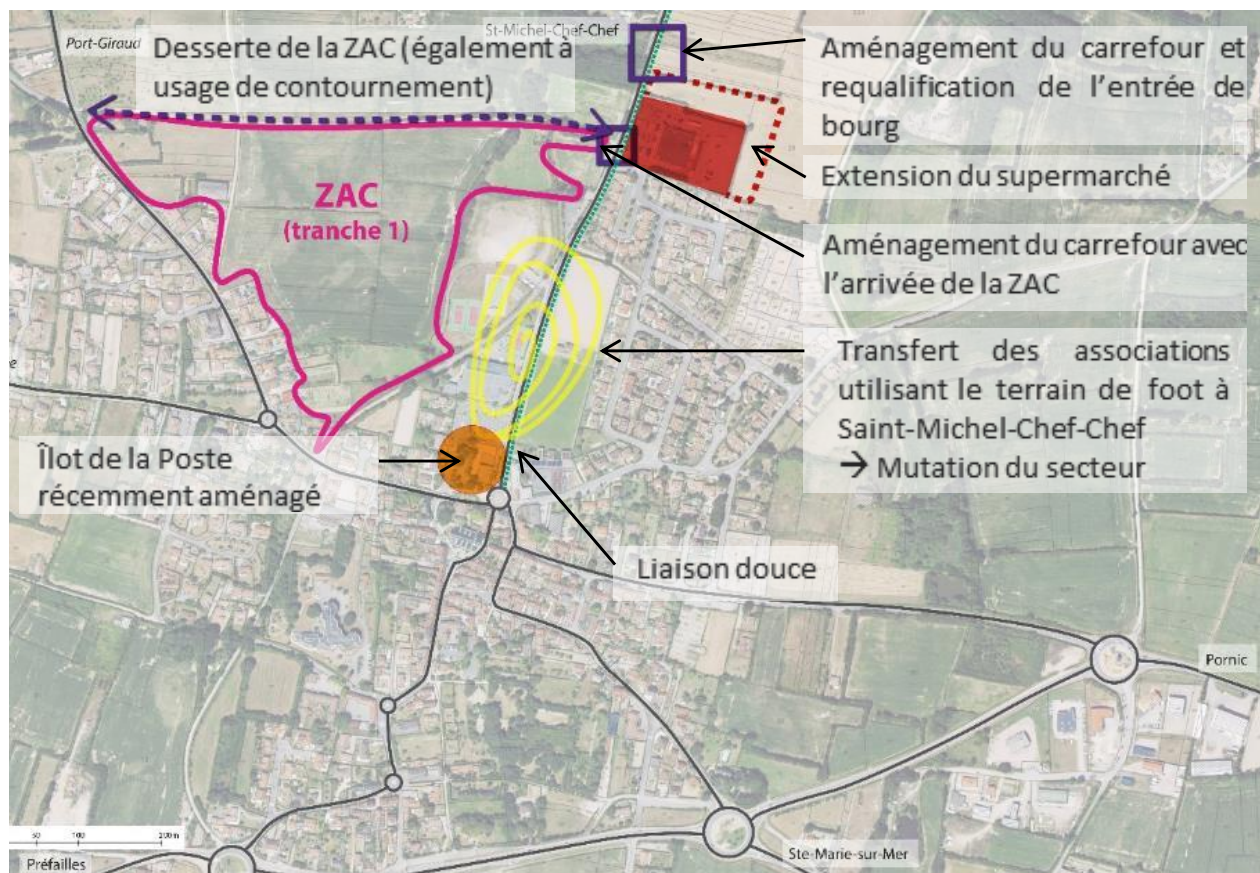 St-Michel-Chef-Chef
Port-Giraud
Desserte de la ZAC (également à
usage de contournement)
Aménagement du carrefour et
requalification de l'entrée de
bourg
Extension du supermarché
ZAC
(tranche 1)
Aménagement du carrefour avec
l'arrivée de la ZAC
Transfert des associations
utilisant le terrain de foot à
Saint-Michel-Chef-Chef
→ Mutation du secteur
Îlot de la Poste
récemment aménagé
Liaison douce
Pornic
50 100 200 m
Ste-Marie-sur-Mer
Préfailles